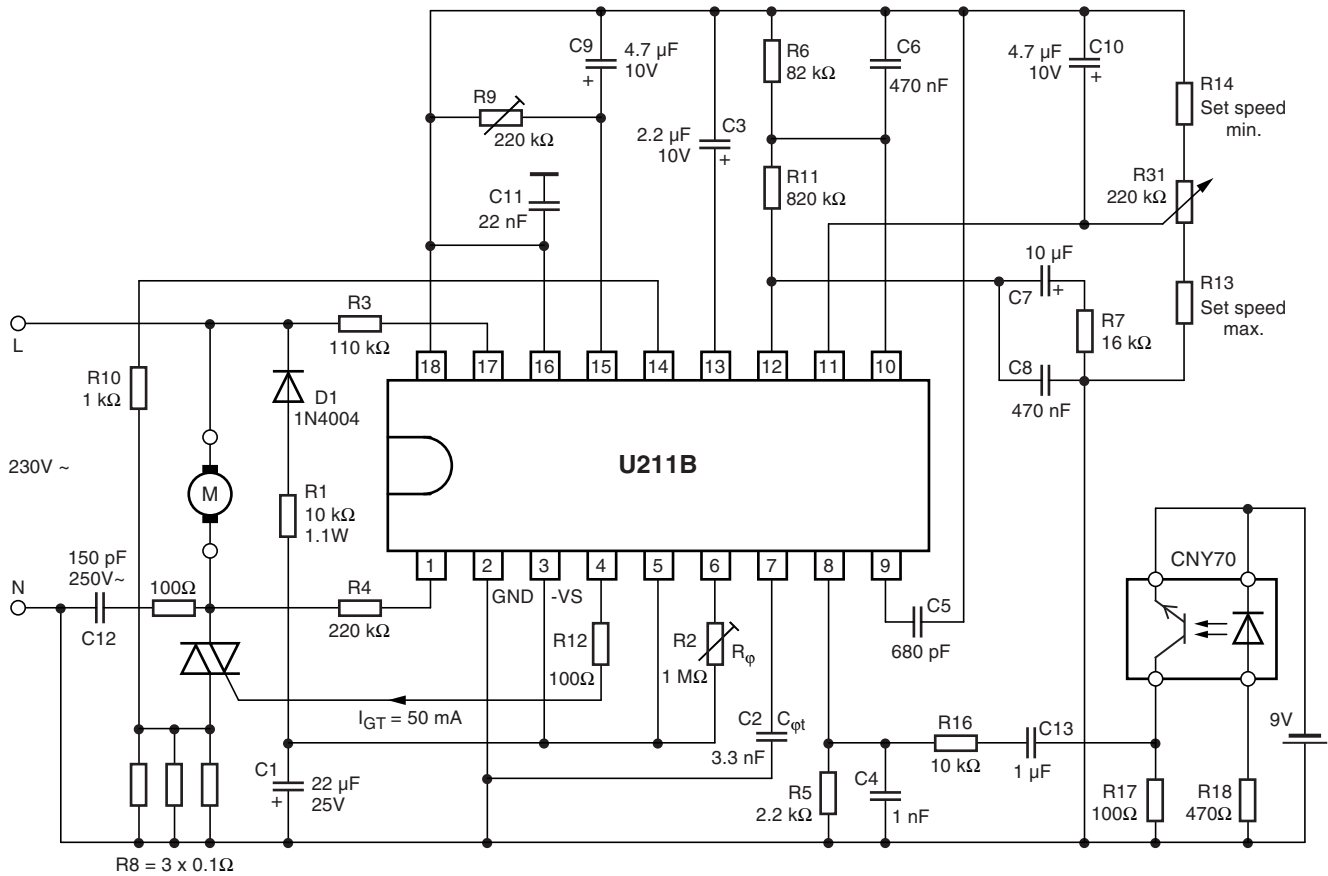 C9
4.7 µF
10V
+
R6
82 kΩ
C6
470 nF
4.7 µF
10V
C10
+
R14
Set speed
min.
R9
220 kΩ
2.2 µF
10V
C3
+
R11
820 kΩ
R31
220 kΩ
C11
22 nF
10 µF
C7
+
R13
Set speed
max.
R7
16 kΩ
C8
470 nF
L
R3
110 kΩ
18
17
16
15
14
13
12
11
10
R10
1 kΩ
D1
1N4004
U211B
230V ~
M
R1
10 kΩ
1.1W
N
150 pF
250V~
C12
100Ω
R4
220 kΩ
1
2
3
4
5
6
7
8
9
GND
-VS
C5
680 pF
CNY70
R12
100Ω
R2
1 MΩ
Rφ
IGT = 50 mA
C2
Cφt
3.3 nF
R16
10 kΩ
C13
1 µF
9V
C1
+
22 µF
25V
R5
2.2 kΩ
C4
1 nF
R17
100Ω
R18
470Ω
R8 = 3 x 0.1Ω